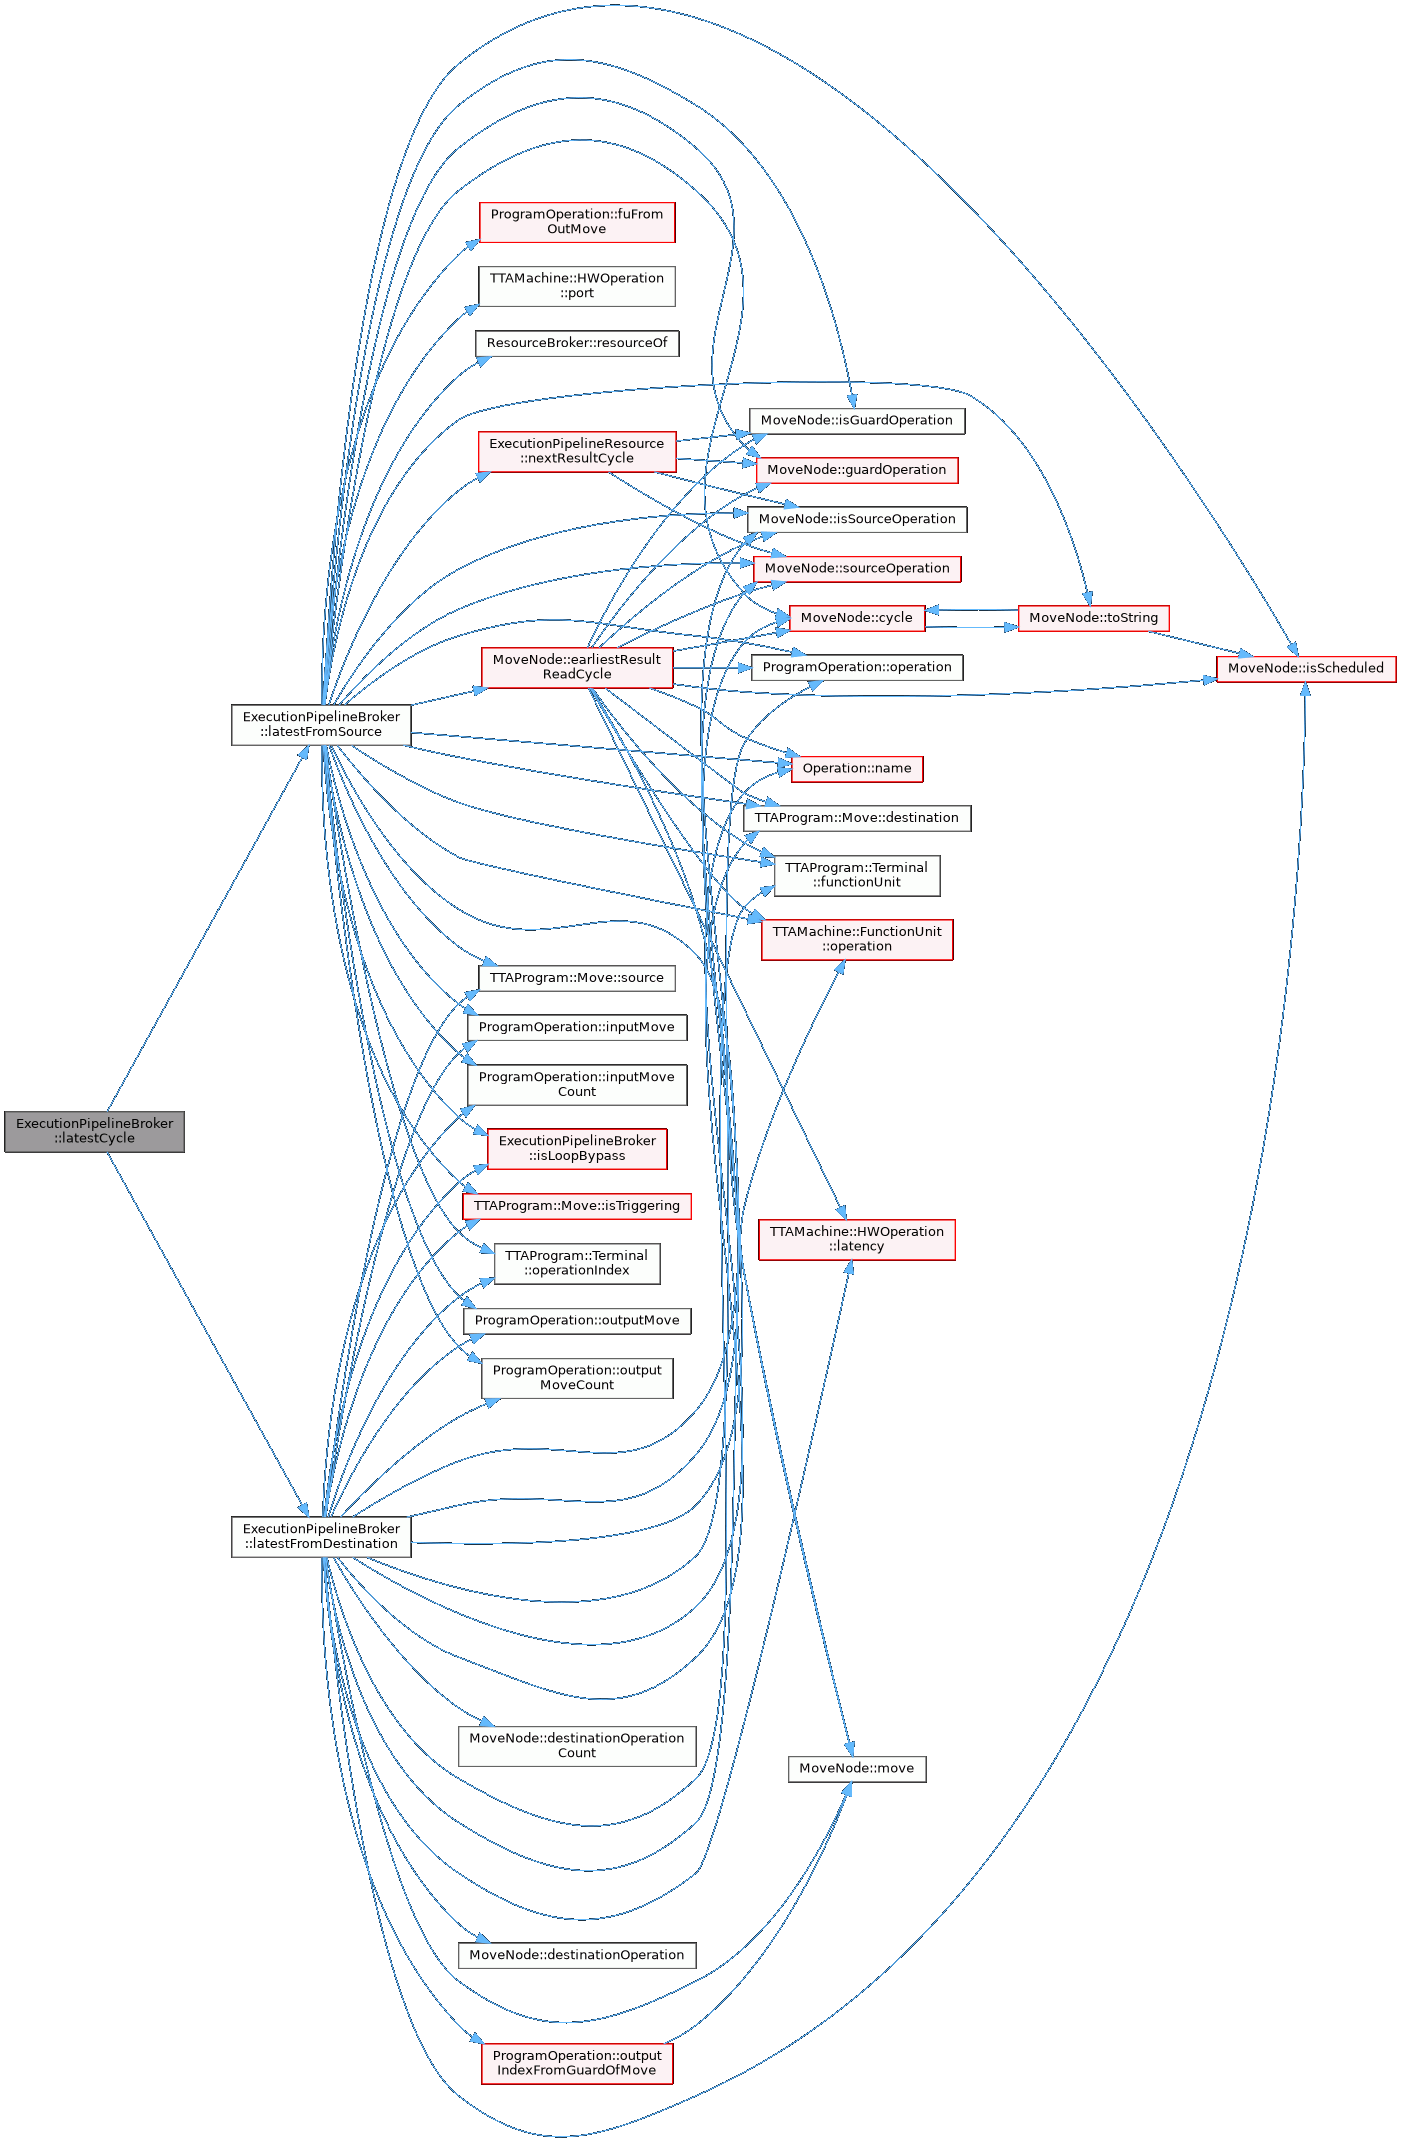 ProgramOperation::fuFrom
OutMove
TTAMachine::HWOperation
::port
ResourceBroker::resourceOf
ExecutionPipelineResource
::nextResultCycle
MoveNode::isGuardOperation
MoveNode::guardOperation
MoveNode::isSourceOperation
MoveNode::sourceOperation
MoveNode::cycle
MoveNode::toString
MoveNode::earliestResult
ReadCycle
ProgramOperation::operation
MoveNode::isScheduled
ExecutionPipelineBroker
::latestFromSource
Operation::name
TTAProgram::Move::destination
TTAProgram::Terminal
::functionUnit
TTAMachine::FunctionUnit
::operation
TTAProgram::Move::source
ProgramOperation::inputMove
ProgramOperation::inputMove
Count
ExecutionPipelineBroker
::latestCycle
ExecutionPipelineBroker
::isLoopBypass
TTAProgram::Move::isTriggering
TTAMachine::HWOperation
::latency
TTAProgram::Terminal
::operationIndex
ProgramOperation::outputMove
ProgramOperation::output
MoveCount
ExecutionPipelineBroker
::latestFromDestination
MoveNode::destinationOperation
Count
MoveNode::move
MoveNode::destinationOperation
ProgramOperation::output
IndexFromGuardOfMove